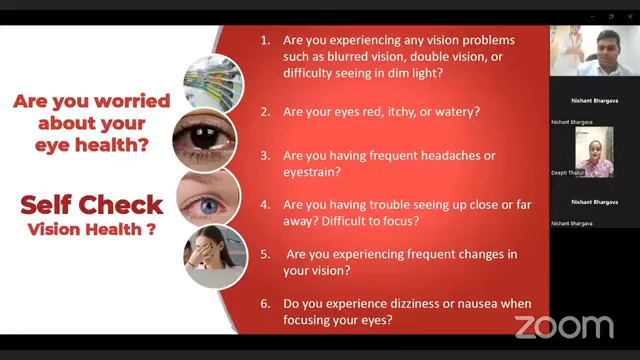 Are you worried
about your
eye health?
Self Check
Vision Health ?
1. Are you experiencing any vision problems
such as blurred vision, double vision, or
difficulty seeing in dim light?
2. Are your eyes red, itchy, or watery?
3. Are you having frequent headaches or
eyestrain?
4. Are you having trouble seeing up close or far
away? Difficult to focus?
5. Are you experiencing frequent changes in
your vision?
6. Do you experience dizziness or nausea when
focusing your eyes?
Nishant Bhargava
Nishant Bhargava
Deepti Thakur
Nishant Bhargava
Nishant Bhargava
zoom